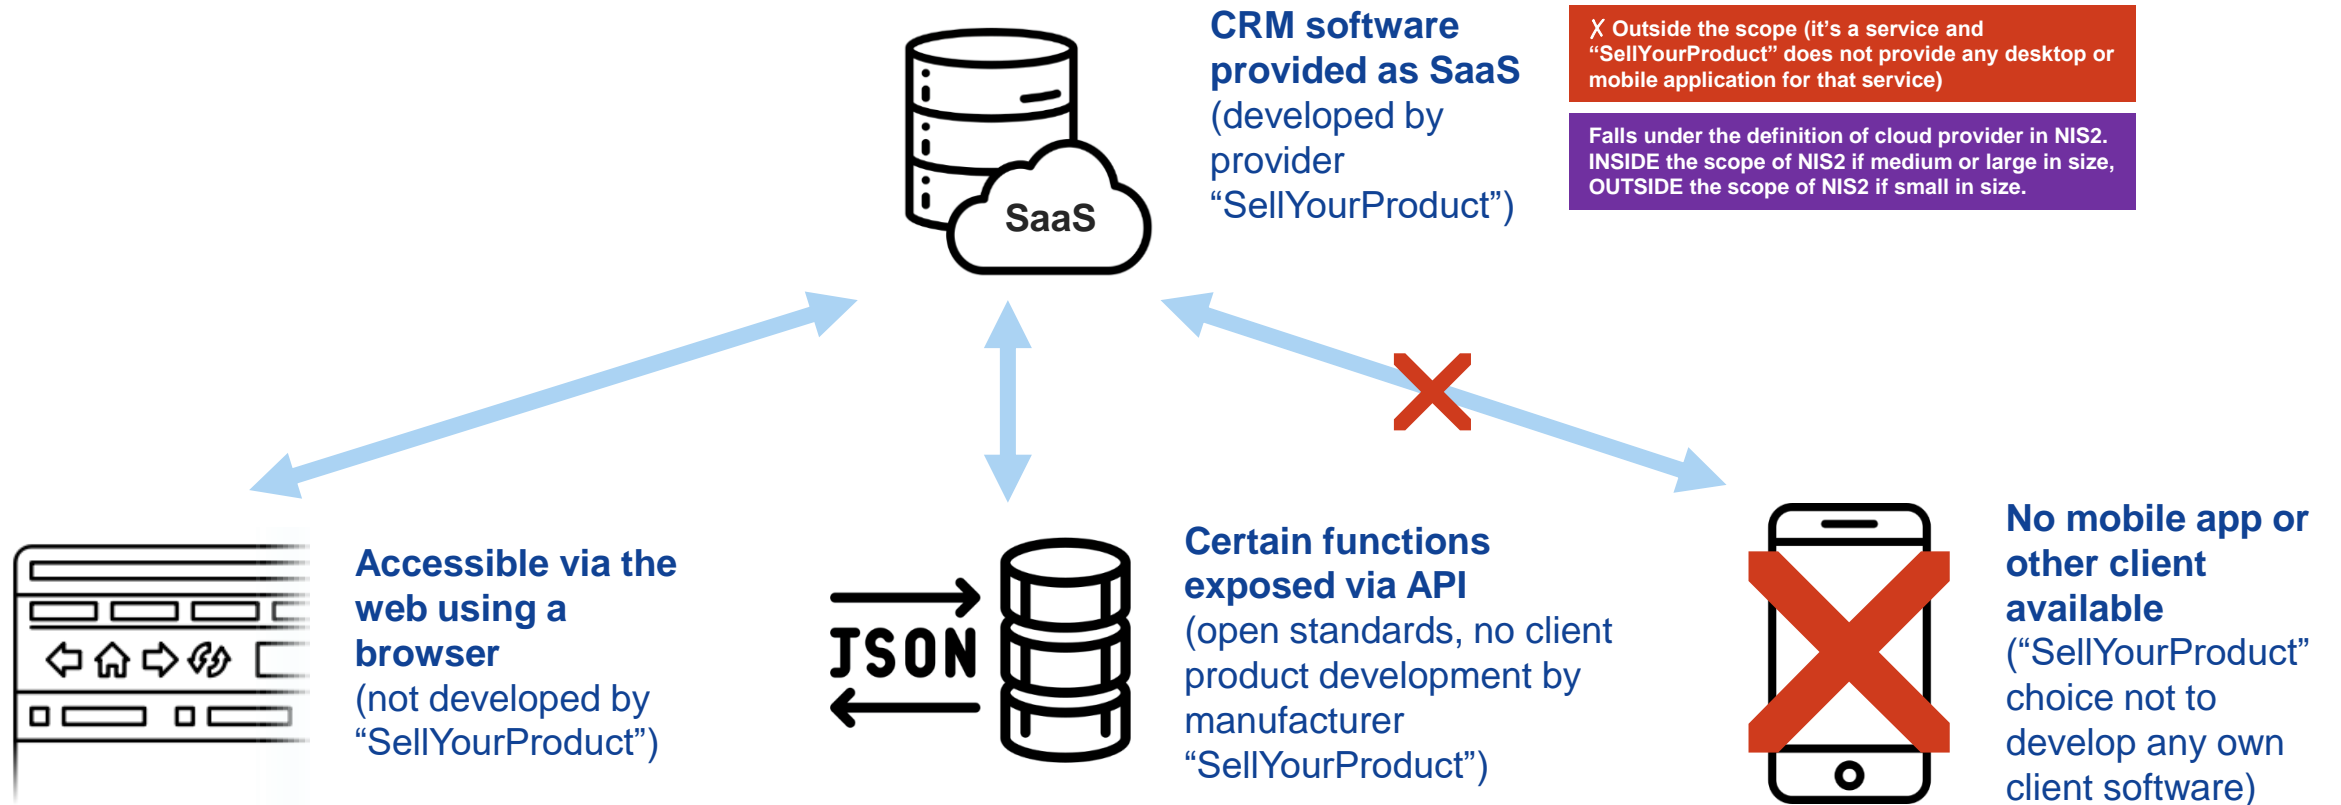 CRM software
provided as SaaS
(developed by
provider
“SellYourProduct”)
X Outside the scope (it’s a service and
“SellYourProduct” does not provide any desktop or
mobile application for that service)
Falls under the definition of cloud provider in NIS2.
INSIDE the scope of NIS2 if medium or large in size,
OUTSIDE the scope of NIS2 if small in size.
SaaS
Accessible via the
web using a
browser
(not developed by
“SellYourProduct”)
JSON
Certain functions
exposed via API
(open standards, no client
product development by
manufacturer
“SellYourProduct”)
No mobile app or
other client
available
(“SellYourProduct”
choice not to
develop any own
client software)